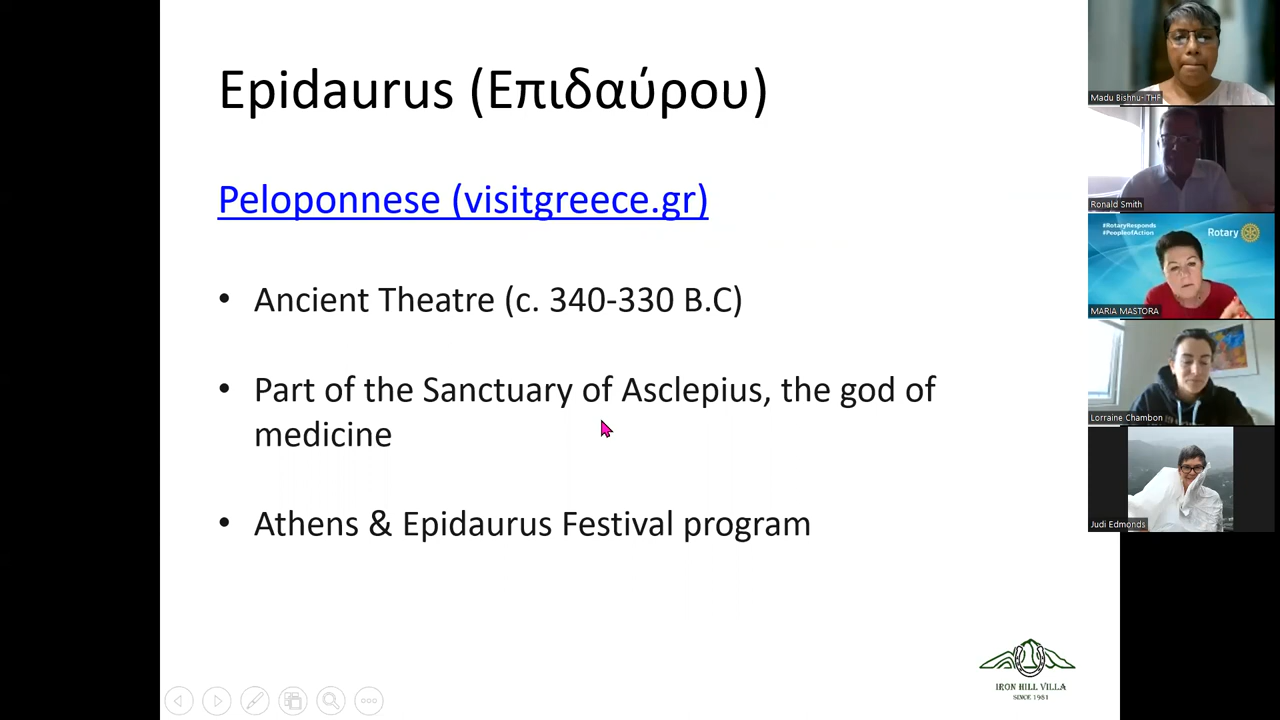 Epidaurus (Επιδαύρου)
Peloponnese (visitgreece.gr)
• Ancient Theatre (c. 340-330 B.C)
• Part of the Sanctuary of Asclepius, the god of
medicine
• Athens & Epidaurus Festival program
IRON HILL VILLA
SINCE 1981
Madu Bishnu-ITHF
Ronald Smith
#RotaryResponds
#PeopleofAction
Rotary
MARIA MASTORA
Lorraine Chambon
Judi Edmonds